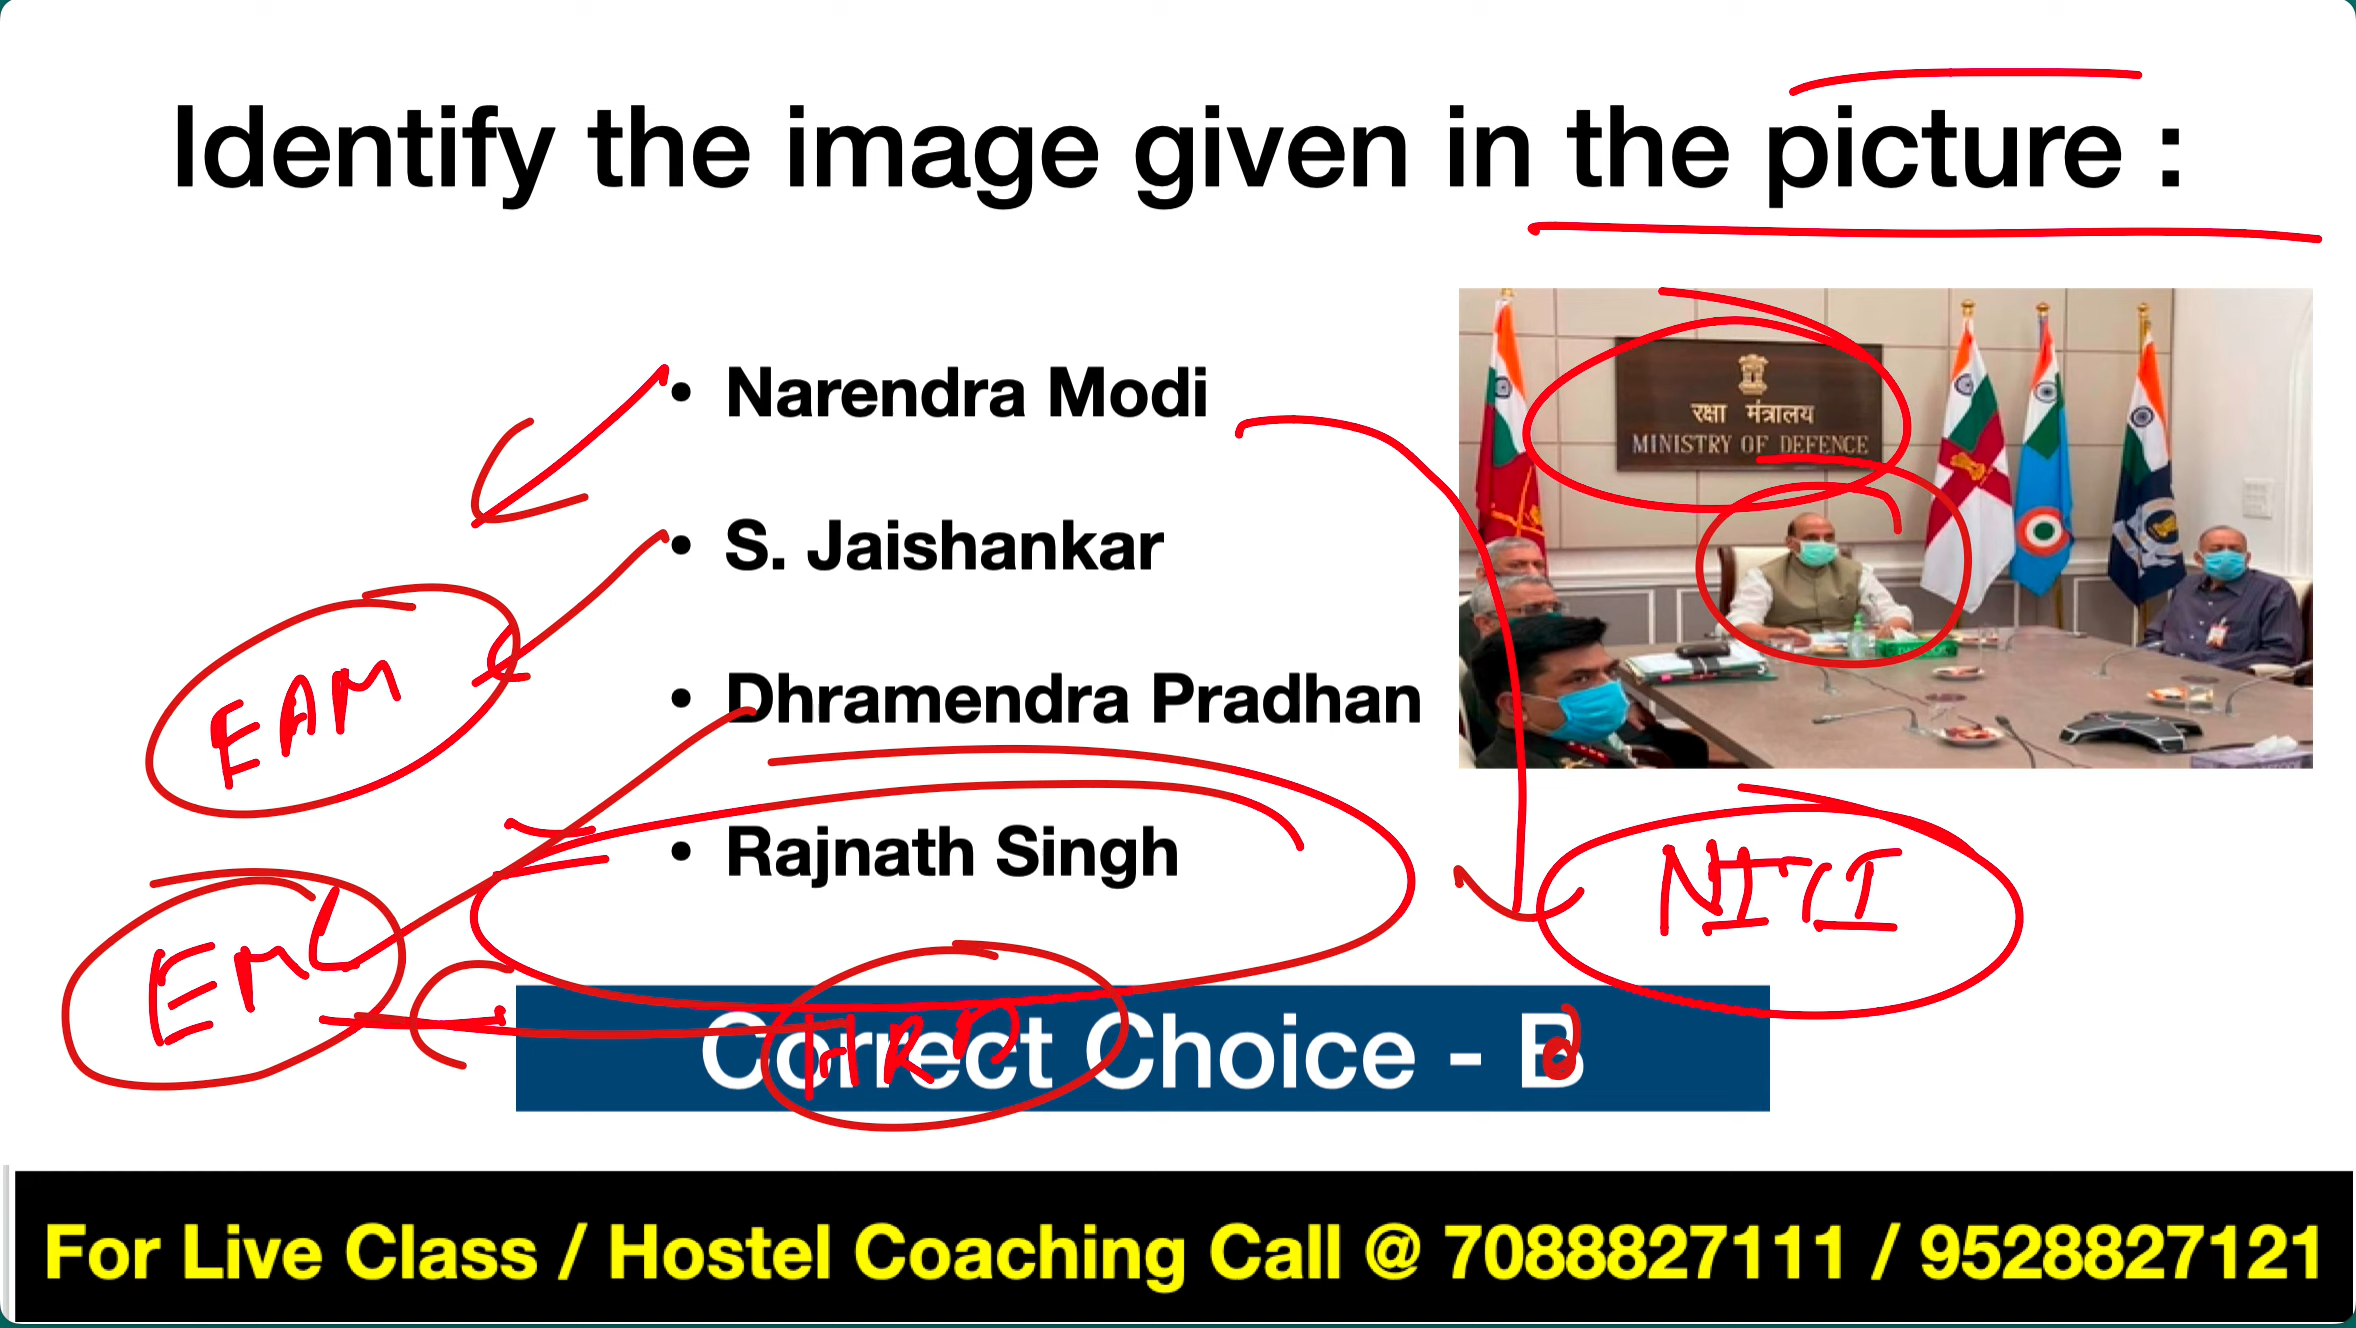 Identify the image given in the picture :
• Narendra Modi
• S. Jaishankar
• Dhramendra Pradhan
• Rajnath Singh
रक्षा मंत्रालय
MINISTRY OF DEFENCE
EAM
NITI
HRD
Correct Choice - B
For Live Class / Hostel Coaching Call @ 7088827111 / 9528827121